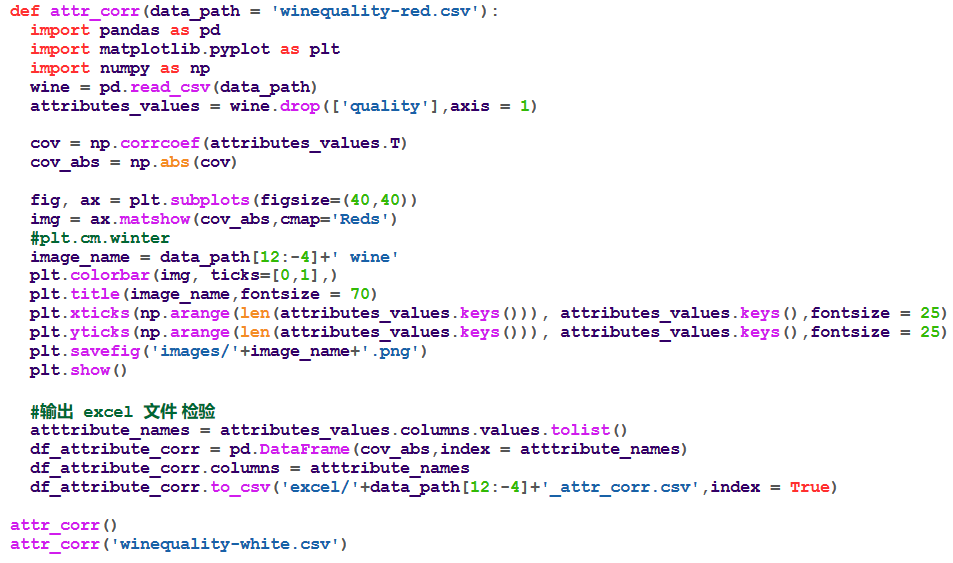 def attr_corr(data_path = 'winequality-red.csv'):
  import pandas as pd
  import matplotlib.pyplot as plt
  import numpy as np
  wine = pd.read_csv(data_path)
  attributes_values = wine.drop(['quality'],axis = 1)

  cov = np.corrcoef(attributes_values.T)
  cov_abs = np.abs(cov)

  fig, ax = plt.subplots(figsize=(40,40))
  img = ax.matshow(cov_abs,cmap='Reds')
  #plt.cm.winter
  image_name = data_path[12:-4]+' wine'
  plt.colorbar(img, ticks=[0,1],)
  plt.title(image_name,fontsize = 70)
  plt.xticks(np.arange(len(attributes_values.keys())), attributes_values.keys(),fontsize = 25)
  plt.yticks(np.arange(len(attributes_values.keys())), attributes_values.keys(),fontsize = 25)
  plt.savefig('images/'+image_name+'.png')
  plt.show()

  #输出 excel 文件 检验
  atttribute_names = attributes_values.columns.values.tolist()
  df_attribute_corr = pd.DataFrame(cov_abs,index = atttribute_names)
  df_attribute_corr.columns = atttribute_names
  df_attribute_corr.to_csv('excel/'+data_path[12:-4]+'_attr_corr.csv',index = True)

attr_corr()
attr_corr('winequality-white.csv')